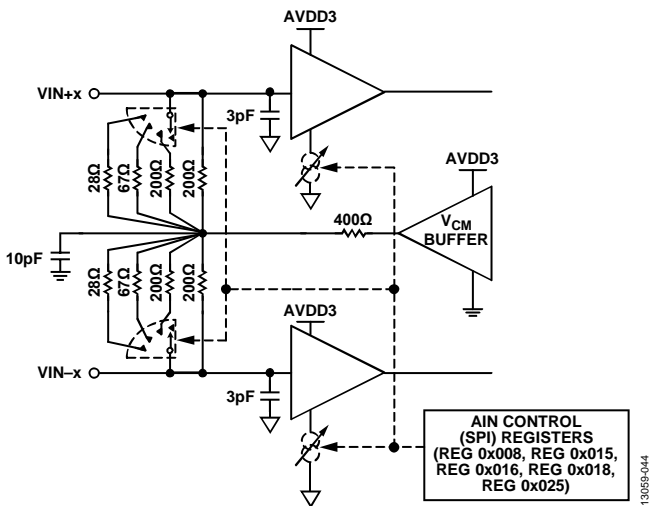 AVDD3
VIN+x
3pF
28Ω
67Ω
200Ω
200Ω
AVDD3
400Ω
V_CM
BUFFER
10pF
28Ω
67Ω
200Ω
200Ω
AVDD3
VIN–x
3pF
AIN CONTROL
(SPI) REGISTERS
(REG 0x008, REG 0x015,
REG 0x016, REG 0x018,
REG 0x025)
13059-044